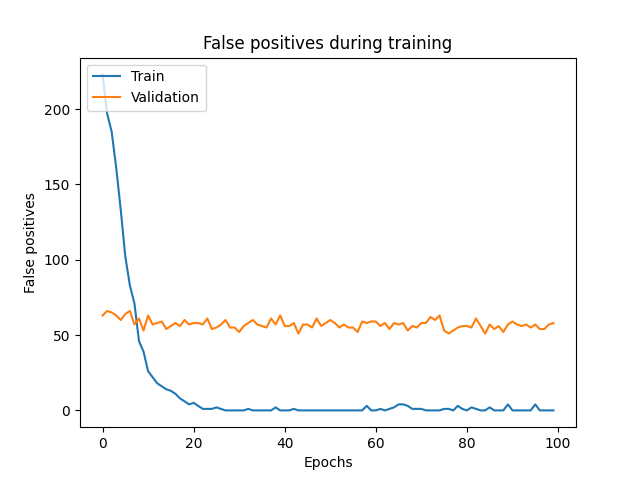 False positives during training
Train
Validation
False positives
200
150
100
50
0
0 20 40 60 80 100
Epochs